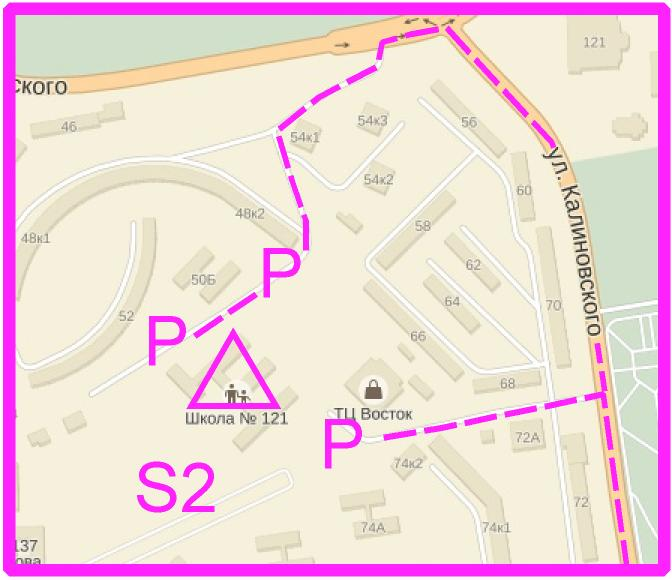 121
ского
54к3
56
46
54к1
54к2
60
48к2
58
48к1
P
62
50Б
64
70
52
P
66
ул. Калиновского
68
Школа № 121
ТЦ Восток
P
72А
74к2
S2
72
74А
74к1
137
ова